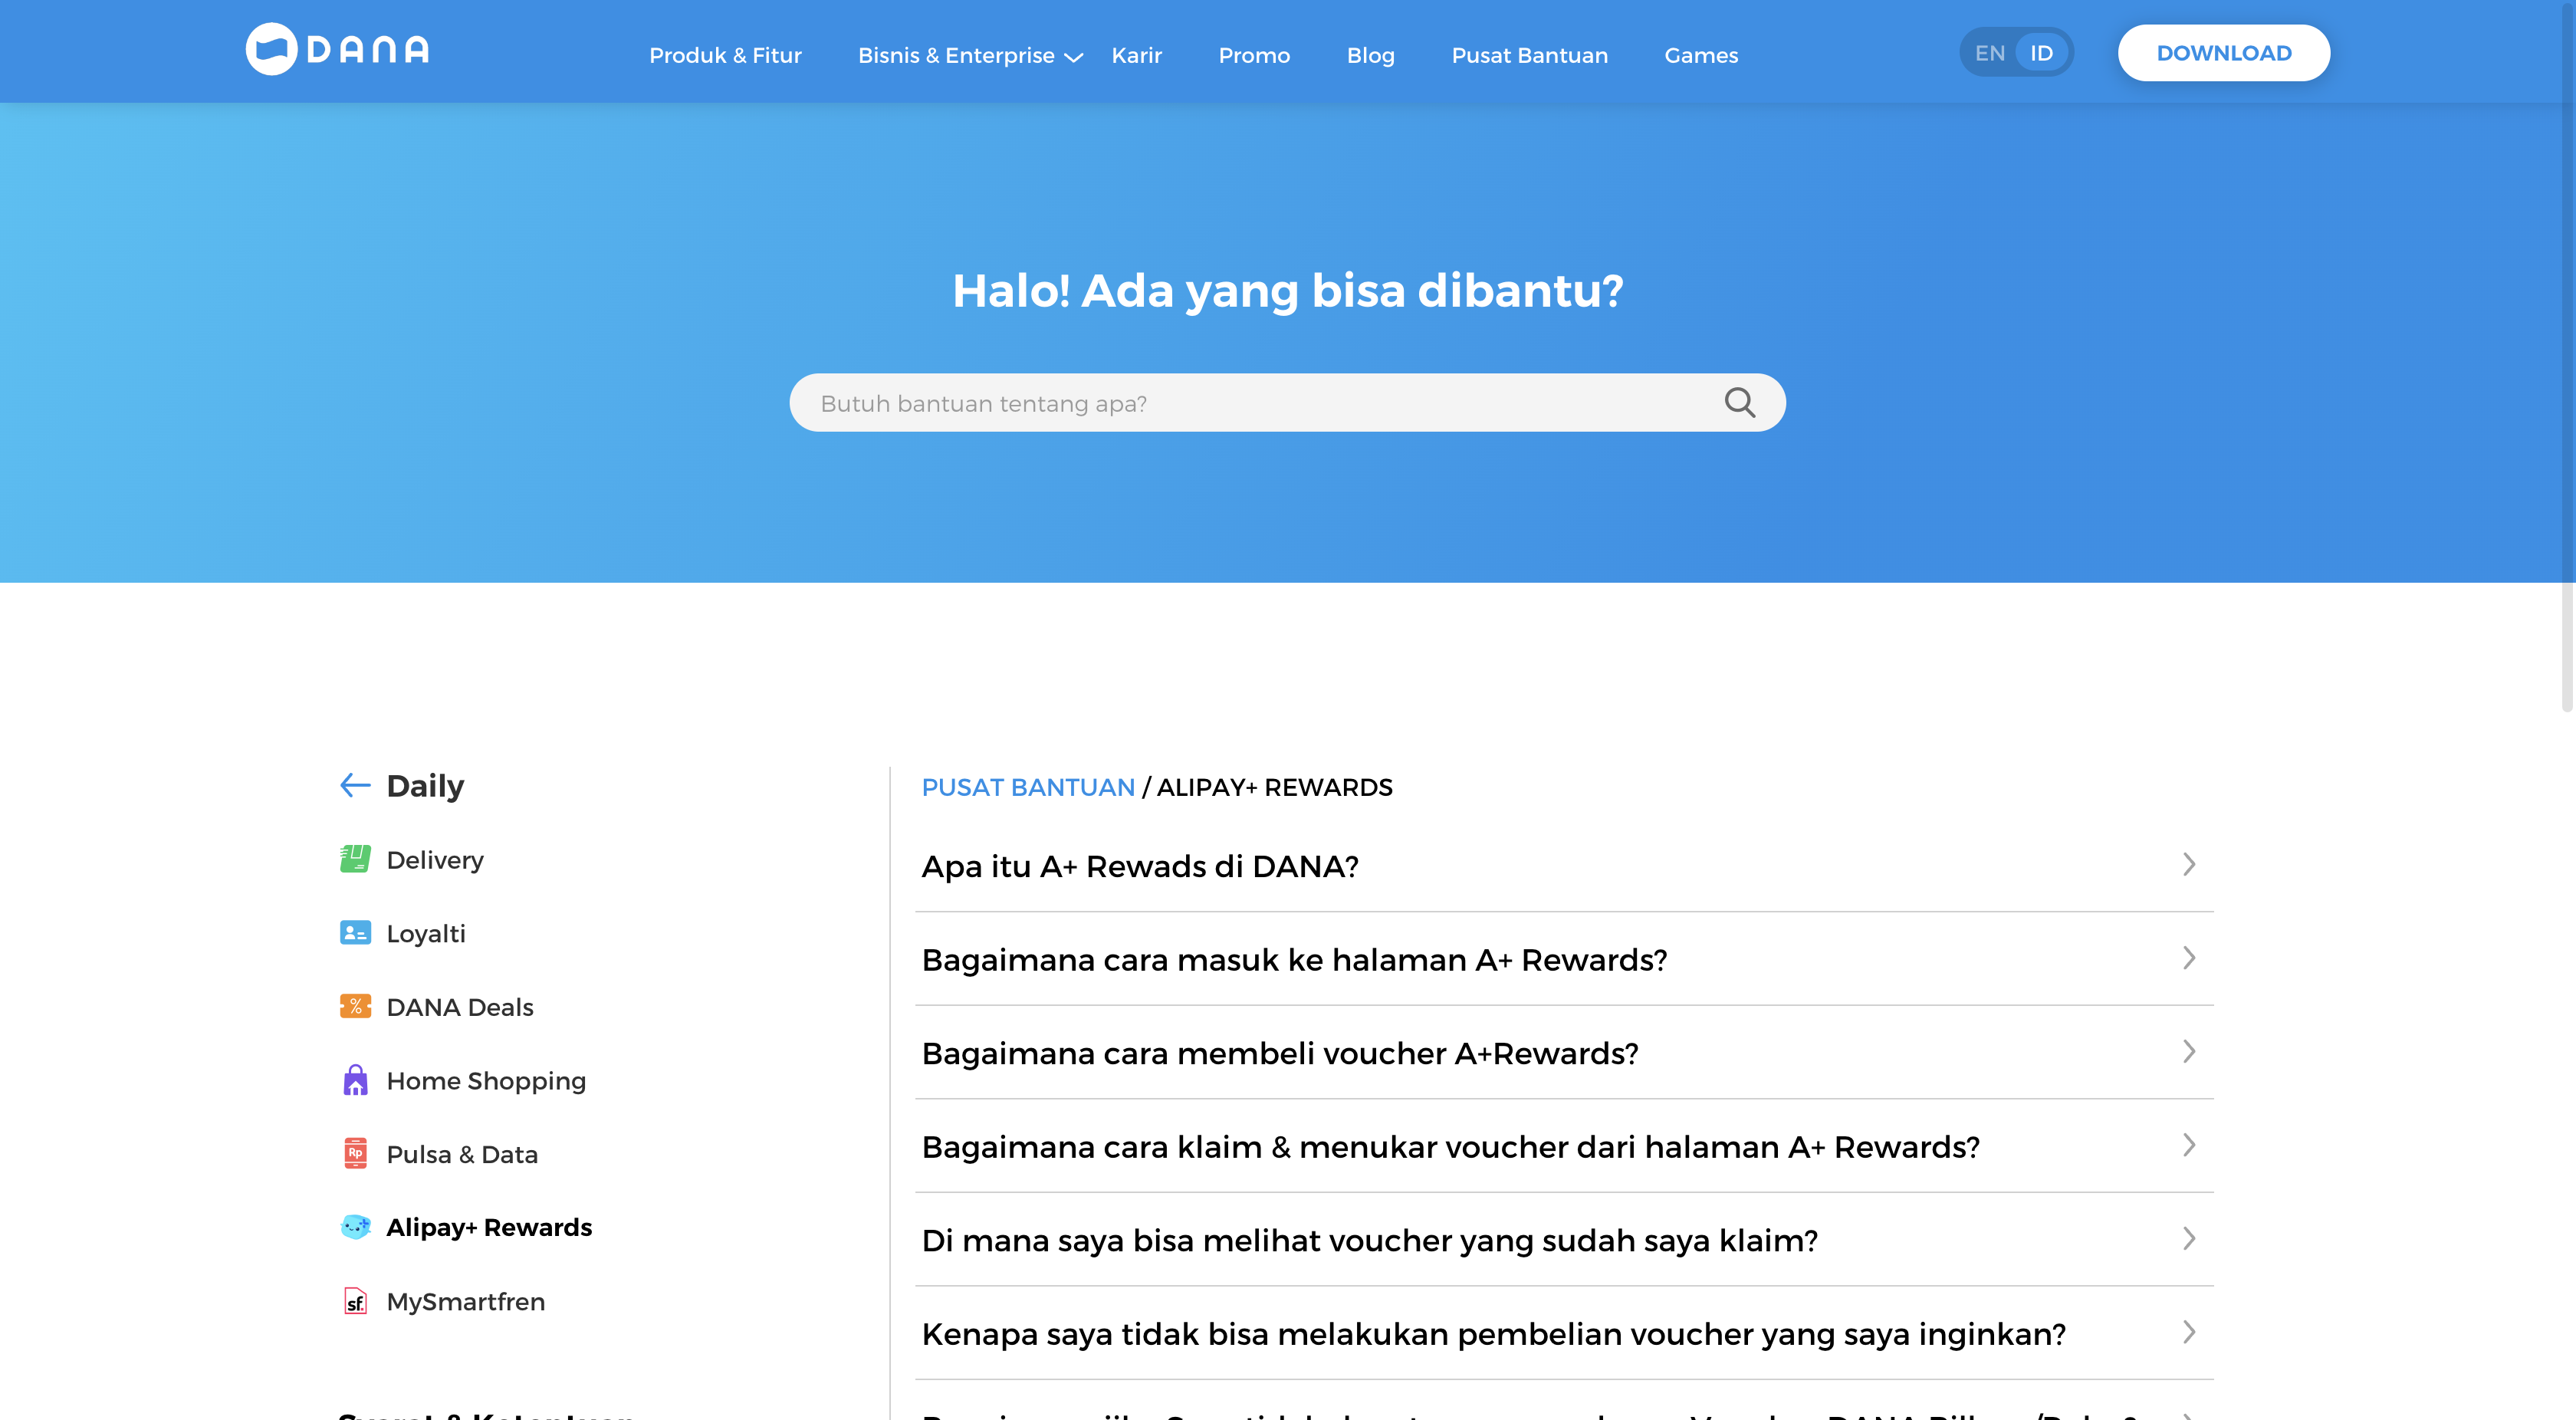 DANA
Produk & Fitur
Bisnis & Enterprise
Karir
Promo
Blog
Pusat Bantuan
Games
EN ID
DOWNLOAD
Halo! Ada yang bisa dibantu?
Butuh bantuan tentang apa?
Daily
Delivery
Loyalti
DANA Deals
Home Shopping
Rp
Pulsa & Data
Alipay+ Rewards
sf.
MySmartfren
Syarat & Ketentuan
PUSAT BANTUAN / ALIPAY+ REWARDS
Apa itu A+ Rewads di DANA?
Bagaimana cara masuk ke halaman A+ Rewards?
Bagaimana cara membeli voucher A+Rewards?
Bagaimana cara klaim & menukar voucher dari halaman A+ Rewards?
Di mana saya bisa melihat voucher yang sudah saya klaim?
Kenapa saya tidak bisa melakukan pembelian voucher yang saya inginkan?